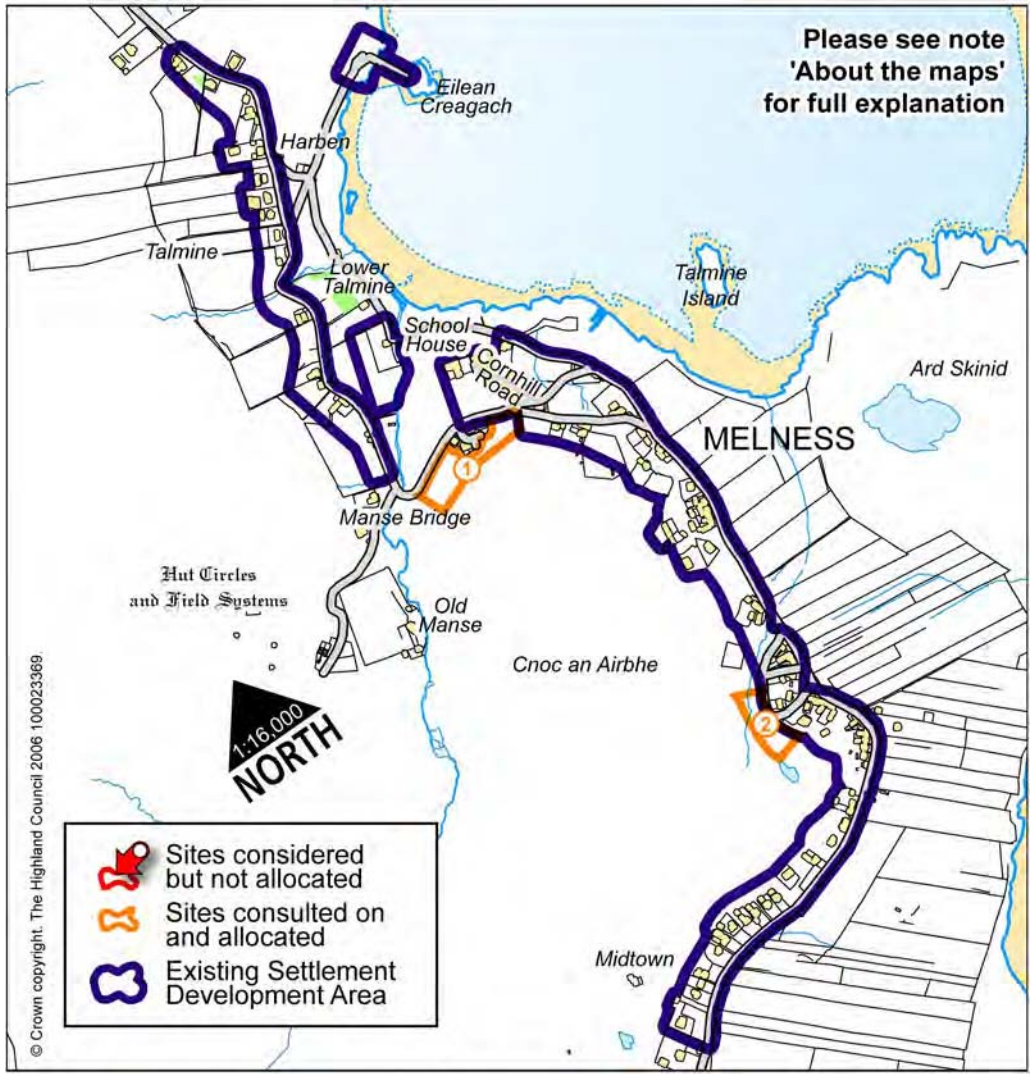 Please see note
'About the maps'
for full explanation
Eilean
Creagach
Harben
Talmine
Lower
Talmine
Talmine
Island
School
House
Cornhill
Road
Ard Skinid
MELNESS
1
Manse Bridge
Hut Circles
and Field Systems
Old
Manse
Cnoc an Airbhe
1:16,000
NORTH
2
Midtown
Sites considered
but not allocated
Sites consulted on
and allocated
Existing Settlement
Development Area
© Crown copyright. The Highland Council 2006 100023369.